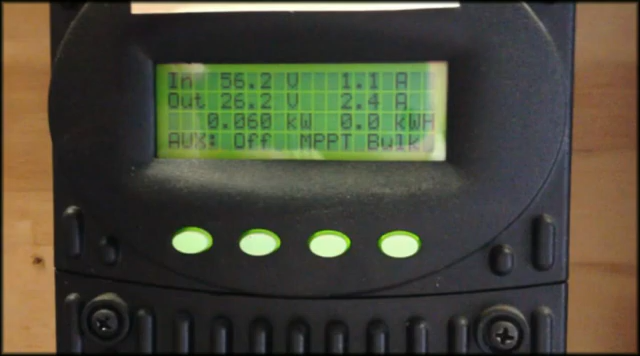 In 56.2 V 1.1 A
Out 26.2 V 2.4 A
0.060 kW 0.0 kWH
AUX: Off MPPT Bulk